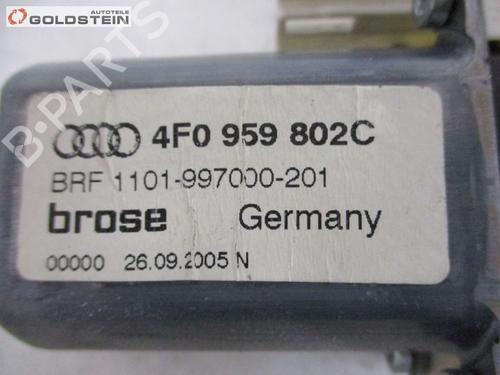 AUTOTEILE
GOLDSTEIN
B-PARTS
4F0 959 802C
BRF 1101-997000-201
brose Germany
00000 26.09.2005 N